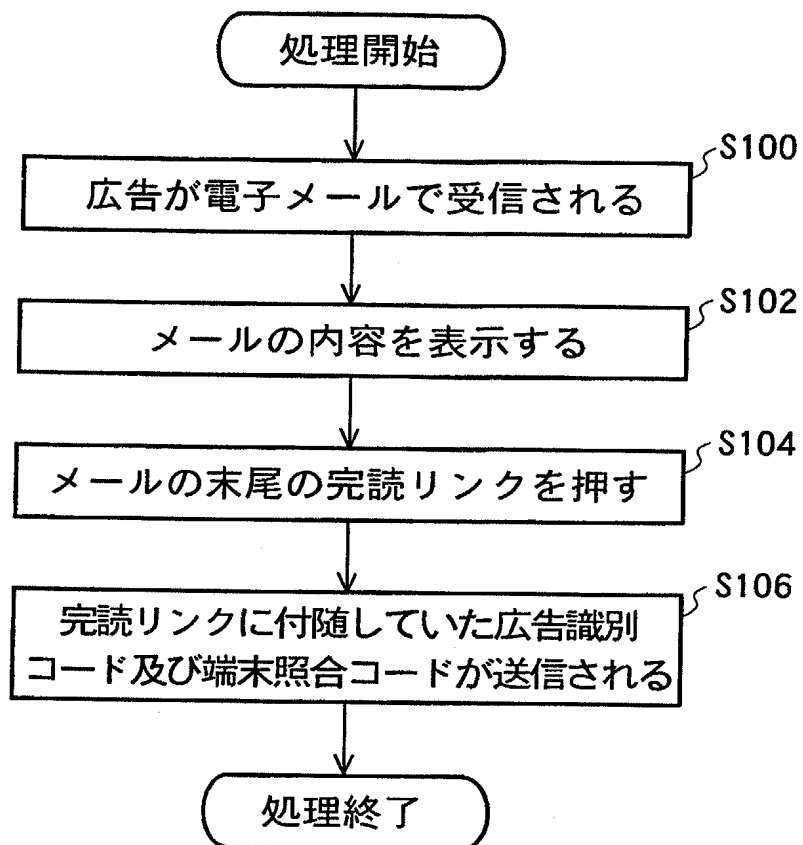 処理開始
S100
広告が電子メールで受信される
S102
メールの内容を表示する
S104
メールの末尾の完読リンクを押す
S106
完読リンクに付随していた広告識別
コード及び端末照合コードが送信される
処理終了